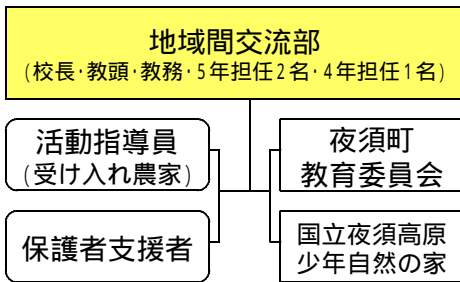 地域間交流部
(校長･教頭･教務･5年担任2名･4年担任1名)
活動指導員
(受け入れ農家)
夜須町
教育委員会
保護者支援者
国立夜須高原
少年自然の家